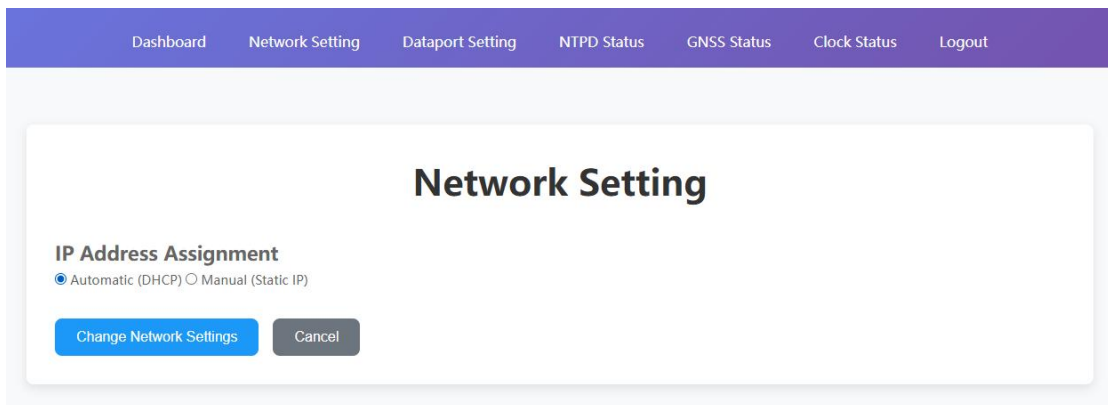 Dashboard Network Setting Dataport Setting NTPD Status GNSS Status Clock Status Logout
Network Setting
IP Address Assignment
Automatic (DHCP) Manual (Static IP)
Change Network Settings Cancel